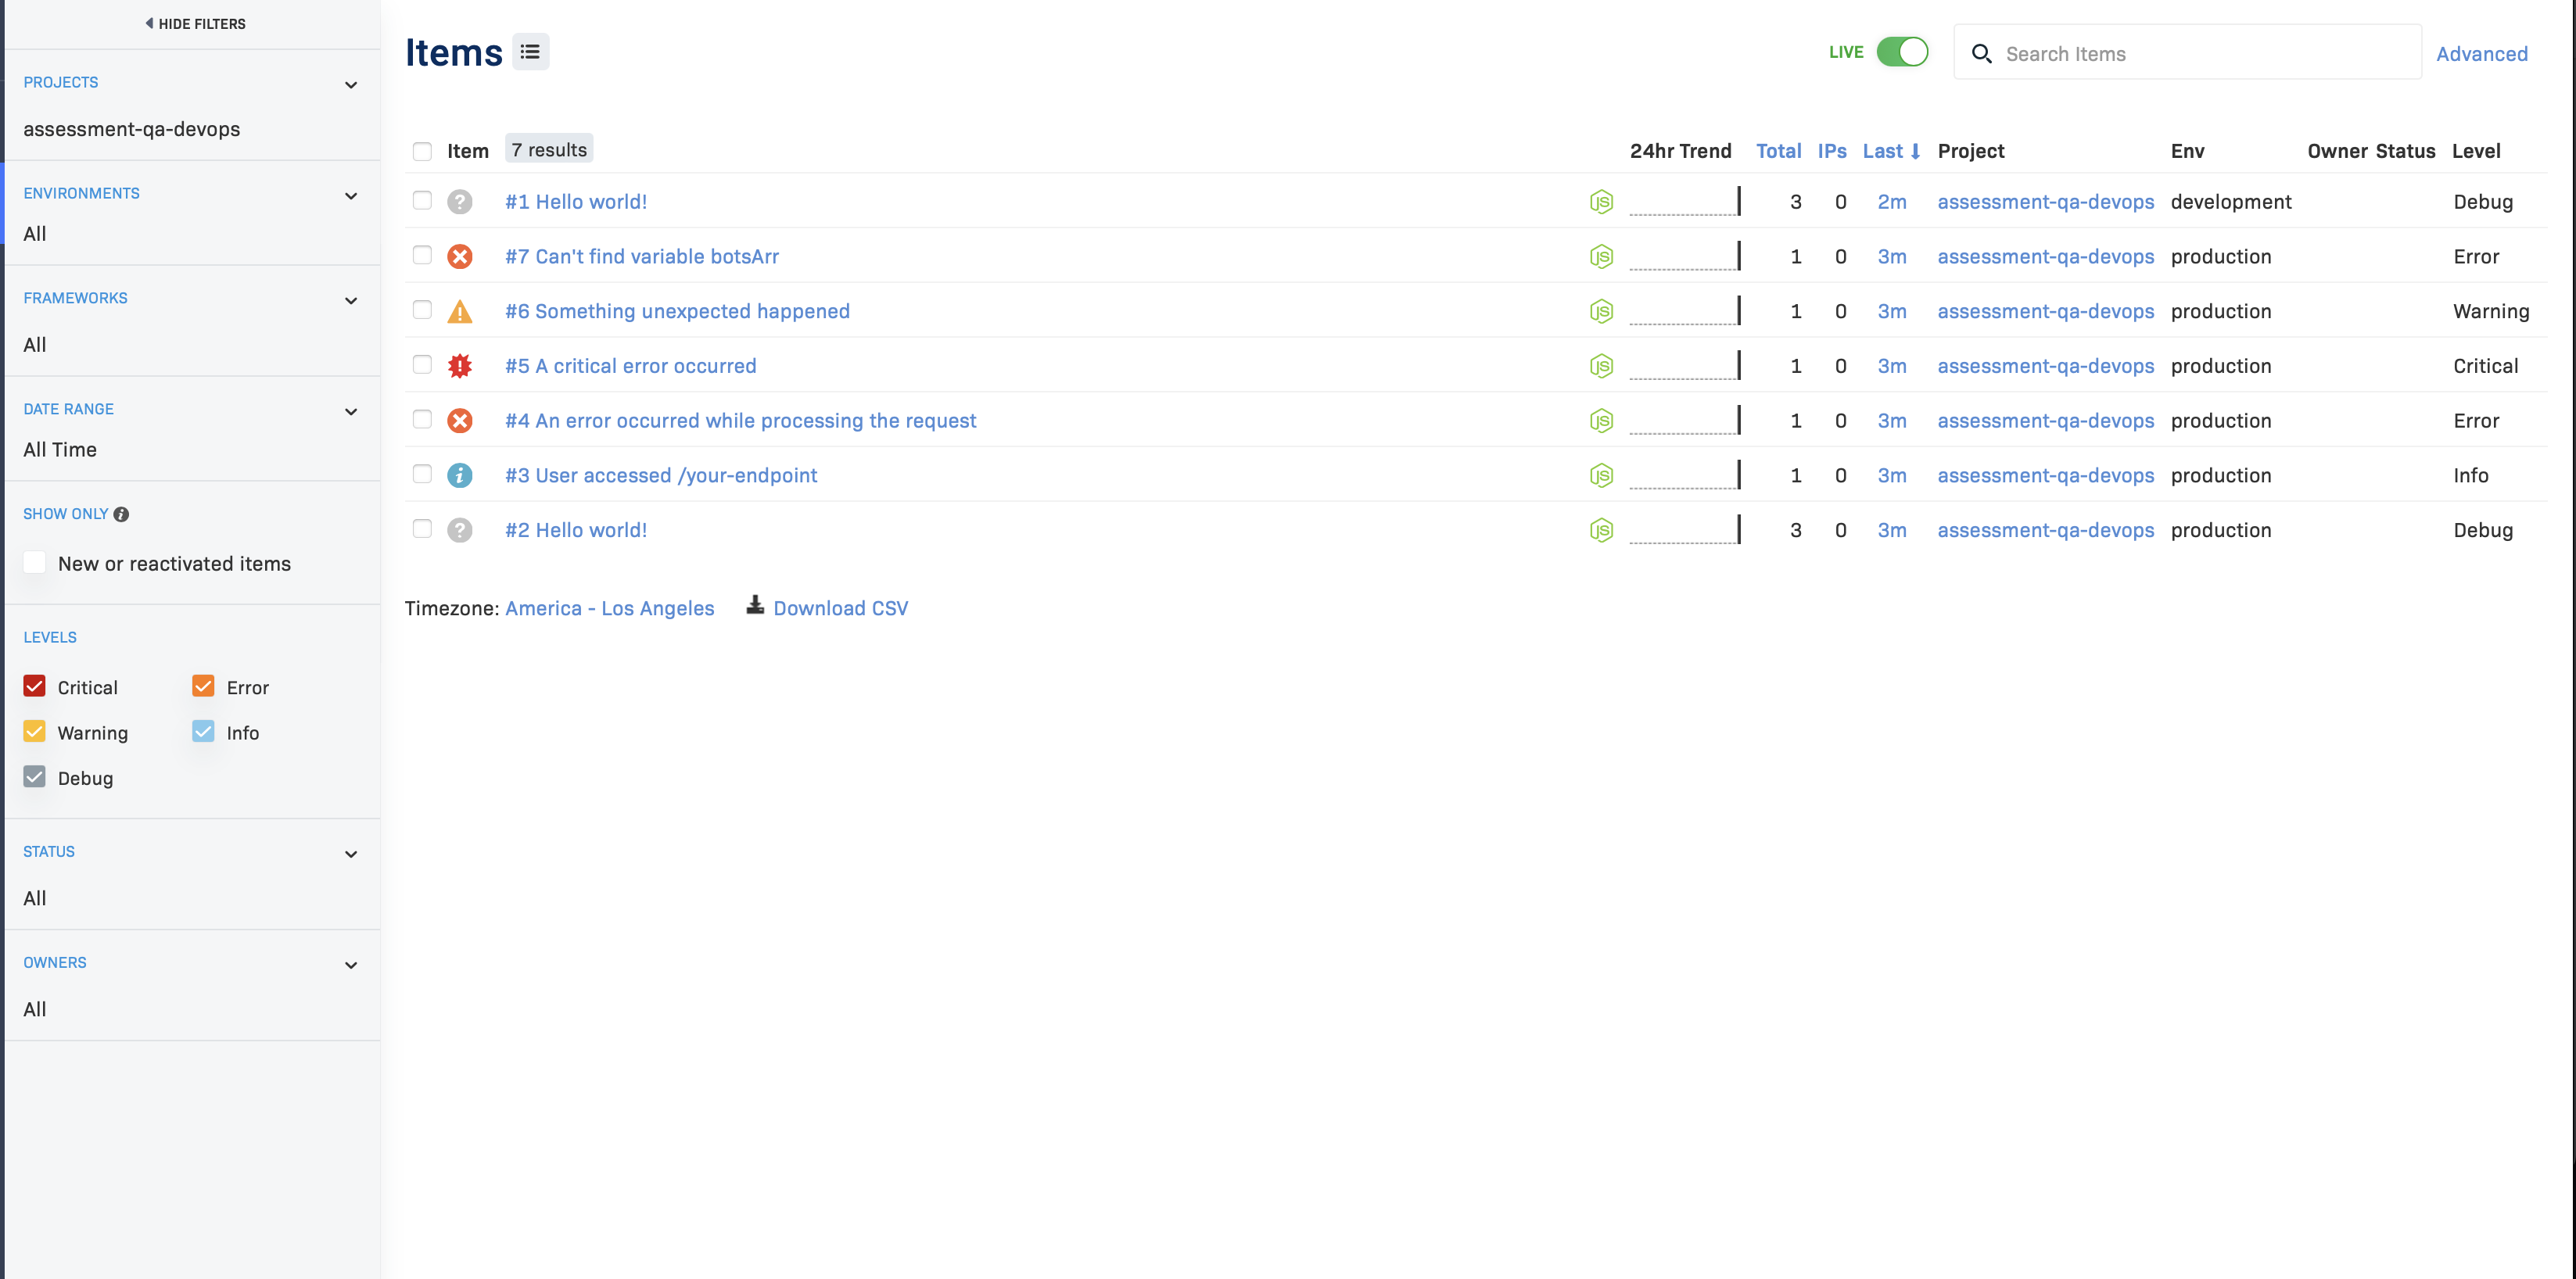 HIDE FILTERS
PROJECTS
assessment-qa-devops
ENVIRONMENTS
All
FRAMEWORKS
All
DATE RANGE
All Time
SHOW ONLY
New or reactivated items
LEVELS
Critical Error
Warning Info
Debug
STATUS
All
OWNERS
All
Items
LIVE Search Items Advanced
Item 7 results 24hr Trend Total IPs Last Project Env Owner Status Level
#1 Hello world! 3 0 2m assessment-qa-devops development Debug
#7 Can't find variable botsArr 1 0 3m assessment-qa-devops production Error
#6 Something unexpected happened 1 0 3m assessment-qa-devops production Warning
#5 A critical error occurred 1 0 3m assessment-qa-devops production Critical
#4 An error occurred while processing the request 1 0 3m assessment-qa-devops production Error
#3 User accessed /your-endpoint 1 0 3m assessment-qa-devops production Info
#2 Hello world! 3 0 3m assessment-qa-devops production Debug
Timezone: America - Los Angeles Download CSV